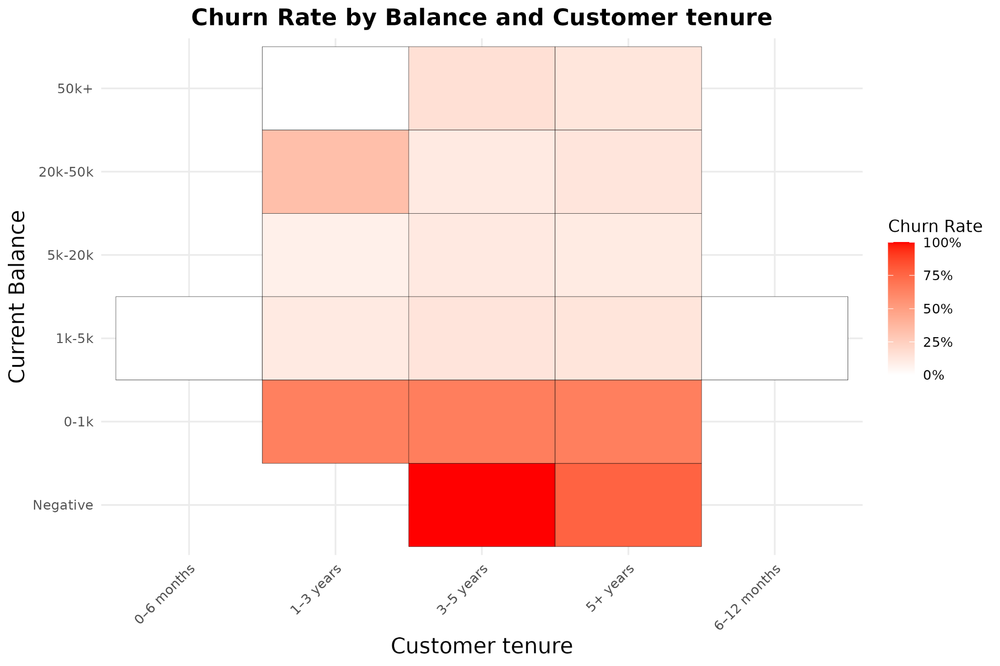 Churn Rate by Balance and Customer tenure
Current Balance
50k+
20k-50k
5k-20k
1k-5k
0-1k
Negative
0–6 months
1–3 years
3–5 years
5+ years
6–12 months
Customer tenure
Churn Rate
100%
75%
50%
25%
0%